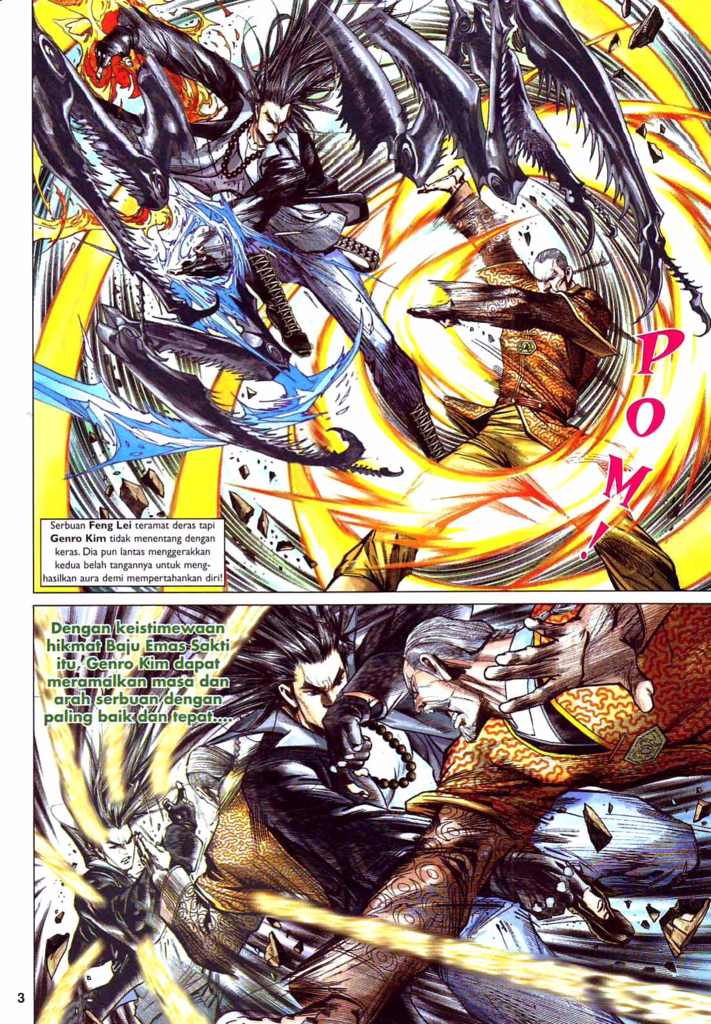 POM!
Serbuan Feng Lei teramat deras tapi
Genro Kim tidak menentang dengan
keras. Dia pun lantas menggerakkan
kedua belah tangannya untuk meng-
hasilkan aura demi mempertahankan diri!
Dengan keistimewaan
hikmat Baju Emas Sakti
itu, Genro Kim dapat
meramalkan masa dan
arah serbuan dengan
paling baik dan tepat....
3